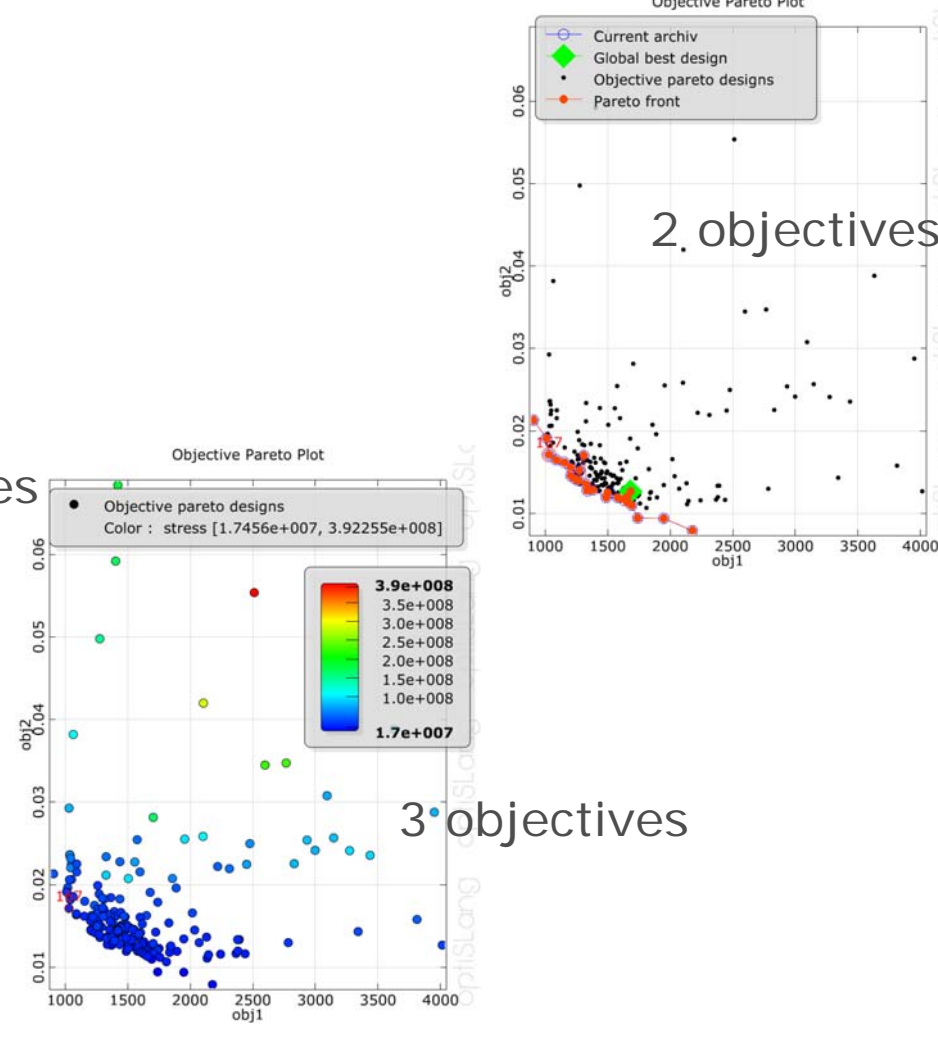 Objective Pareto Plot
Current archiv
Global best design
Objective pareto designs
Pareto front
0.06
0.05
0.04
0.03
0.02
0.01
obj2
2 objectives
1000 1500 2000 2500 3000 3500 4000
obj1
es
Objective Pareto Plot
Objective pareto designs
Color : stress [1.7456e+007, 3.92255e+008]
3.9e+008
3.5e+008
3.0e+008
2.5e+008
2.0e+008
1.5e+008
1.0e+008
1.7e+007
0.06
0.05
0.04
0.03
0.02
0.01
obj2
3 objectives
1000 1500 2000 2500 3000 3500 4000
obj1
optiSLang